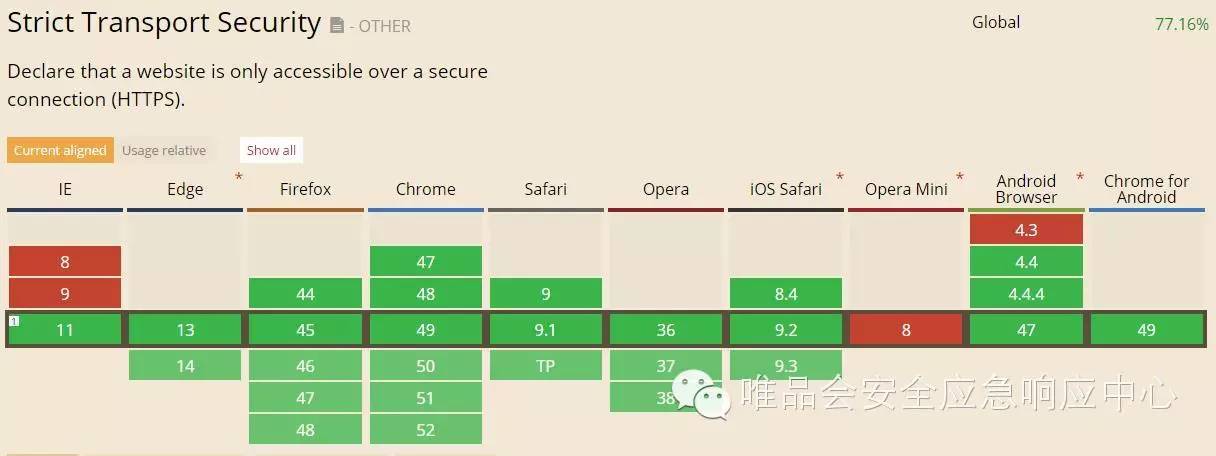 Strict Transport Security - OTHER
Global 77.16%
Declare that a website is only accessible over a secure
connection (HTTPS).
Current aligned Usage relative Show all
IE Edge * Firefox Chrome Safari Opera iOS Safari * Opera Mini * Android Browser * Chrome for Android
4.3
8 47 4.4
9 44 48 9 8.4 4.4.4
1 11 13 45 49 9.1 36 9.2 8 47 49
14 46 50 TP 37 9.3
47 51 38
48 52
唯品会安全应急响应中心